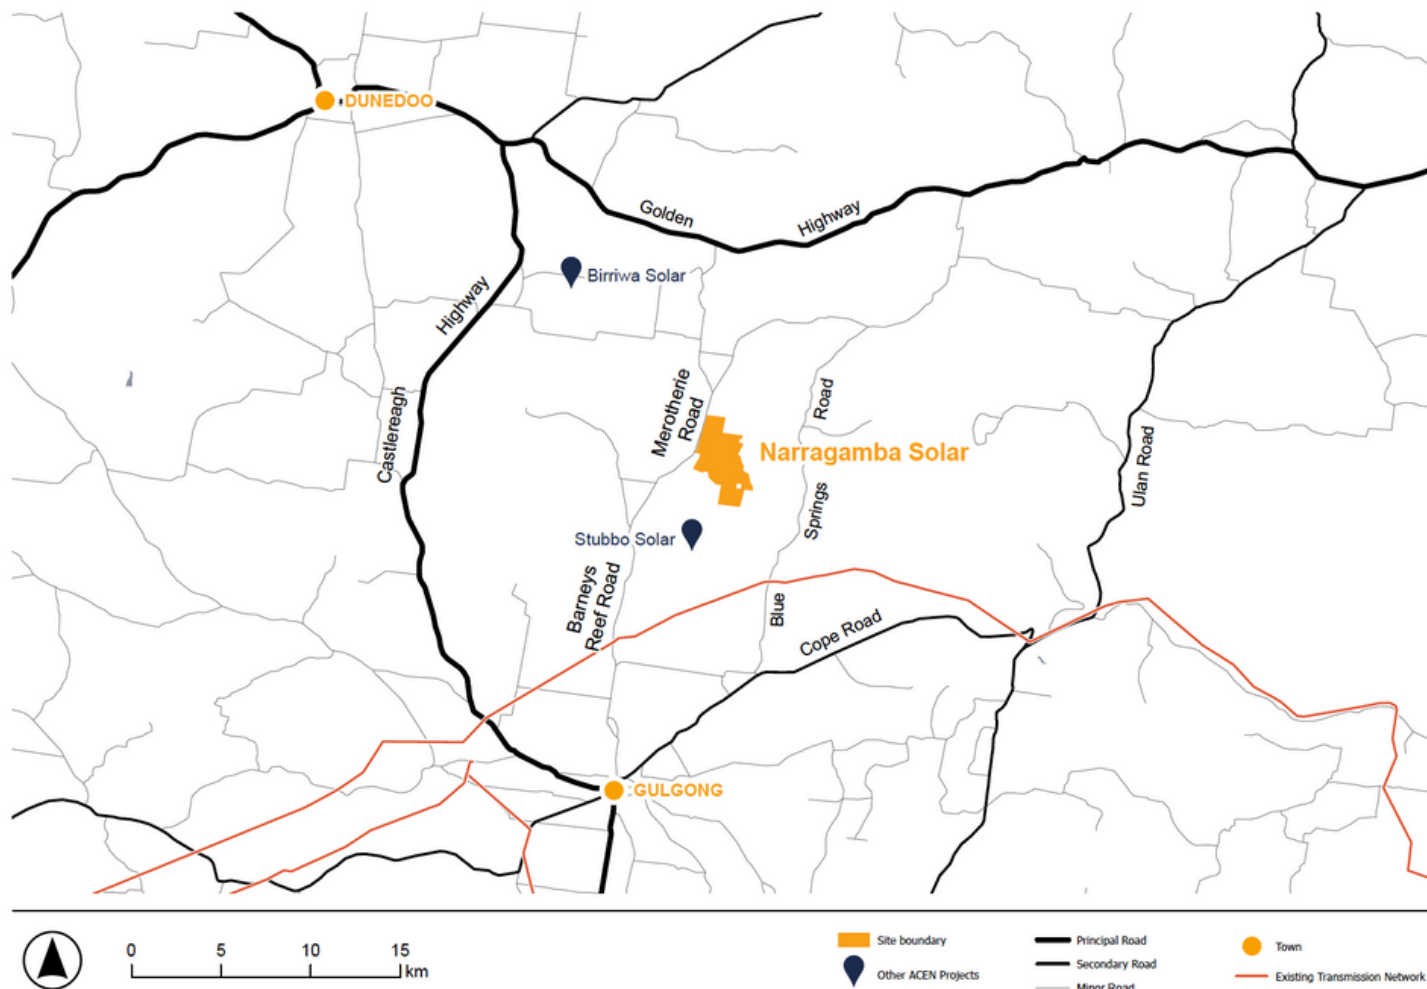 DUNEDOO
Golden
Highway
Birriwa Solar
Highway
Merotherie
Road
Road
Castlereagh
Narragamba Solar
Ulan Road
Springs
Stubbo Solar
Barneys
Reef Road
Blue
Cope Road
GULGONG
0 5 10 15
km
Site boundary
Other ACEN Projects
Principal Road
Secondary Road
Minor Road
Town
Existing Transmission Network